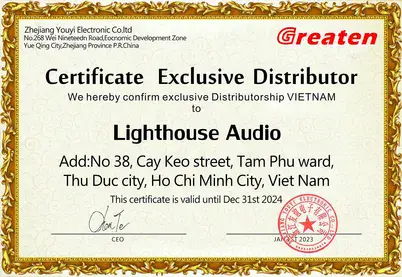 Zhejiang Youyi Electronic Co.ltd
No.268 Wei Nineteedn Road,Eocnomic Development Zone
Yue Qing City,Zhejiang Province P.R.China
Greaten
Certificate Exclusive Distributor
We hereby confirm exclusive Distributorship VIETNAM
to
Lighthouse Audio
Add:No 38, Cay Keo street, Tam Phu ward,
Thu Duc city, Ho Chi Minh City, Viet Nam
This certificate is valid until Dec 31st 2024
CEO
2023